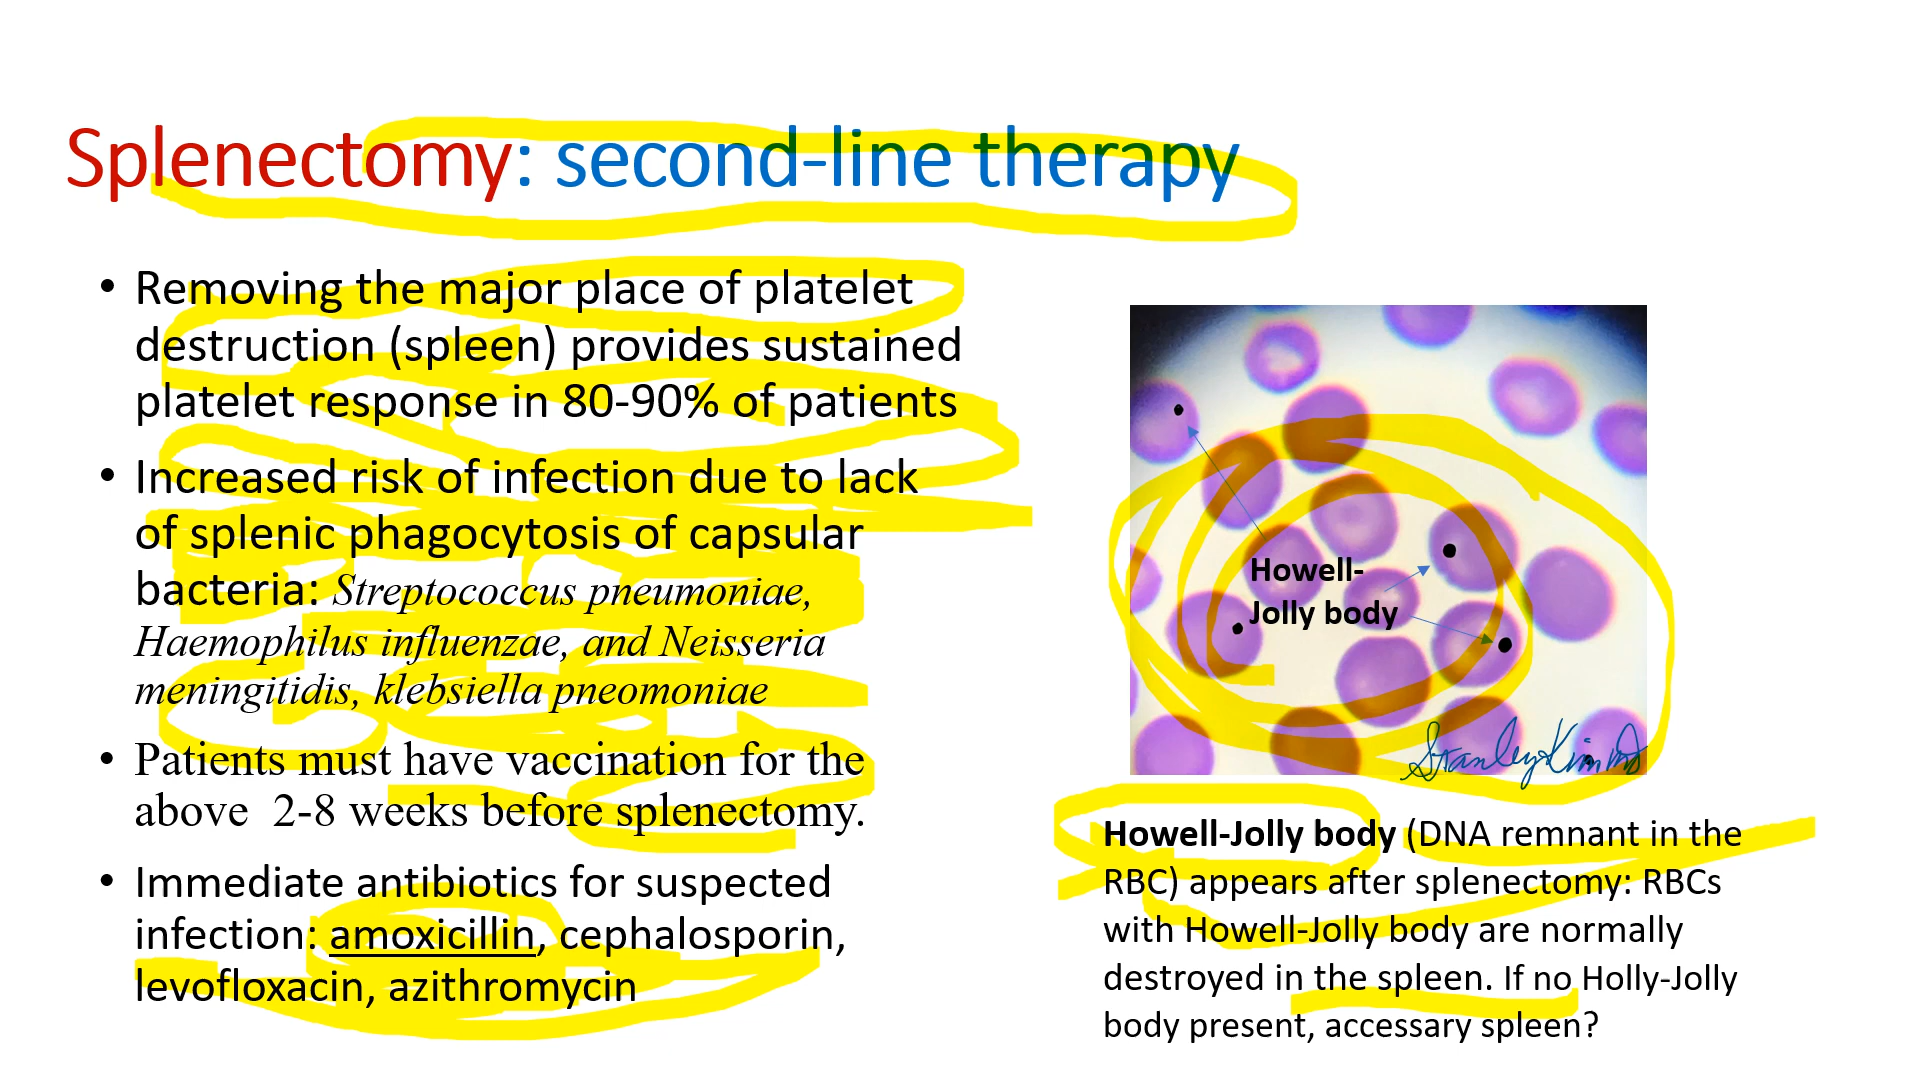 Splenectomy: second-line therapy
• Removing the major place of platelet
destruction (spleen) provides sustained
platelet response in 80-90% of patients
• Increased risk of infection due to lack
of splenic phagocytosis of capsular
bacteria: Streptococcus pneumoniae,
Haemophilus influenzae, and Neisseria
meningitidis, klebsiella pneomoniae
• Patients must have vaccination for the
above  2-8 weeks before splenectomy.
• Immediate antibiotics for suspected
infection: amoxicillin, cephalosporin,
levofloxacin, azithromycin
Howell-
Jolly body
Stanley Kim MD
Howell-Jolly body (DNA remnant in the
RBC) appears after splenectomy: RBCs
with Howell-Jolly body are normally
destroyed in the spleen. If no Holly-Jolly
body present, accessary spleen?